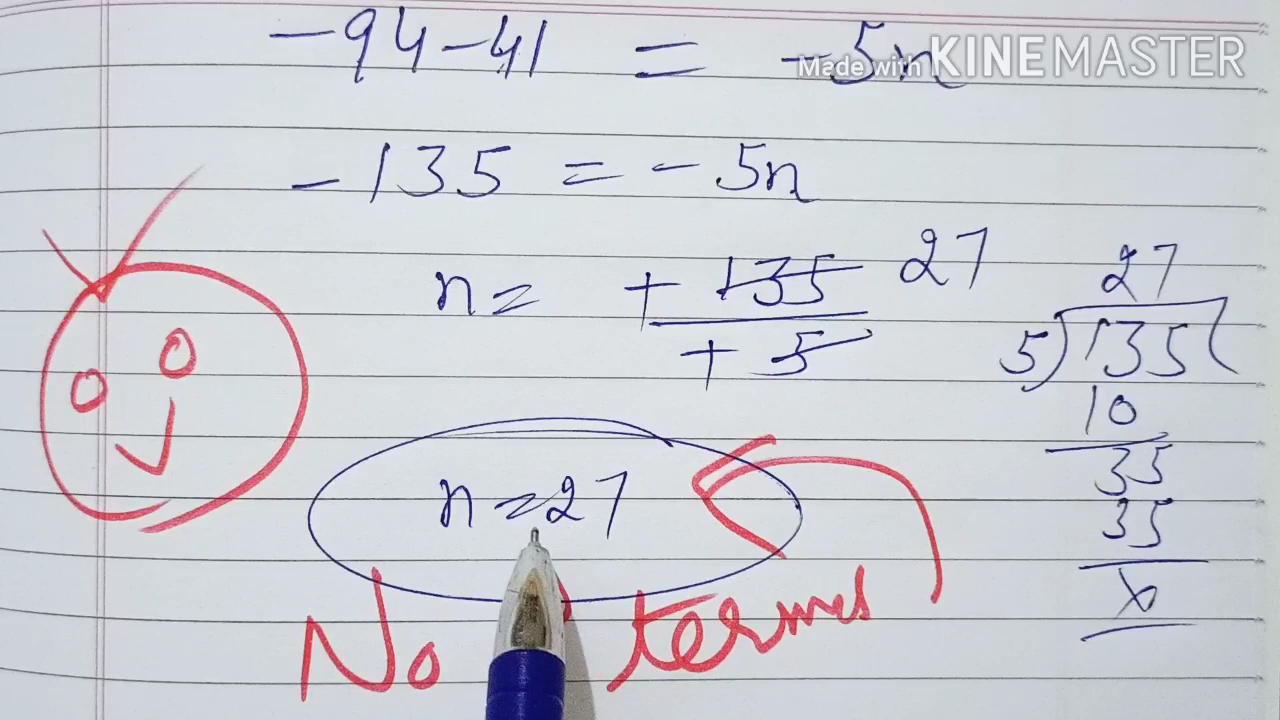 -94-41 = -5n
Made with KINEMASTER
-135 = -5n
n = +135 27
+5
n = 27
No terms
27
5)135(
10
35
35
x